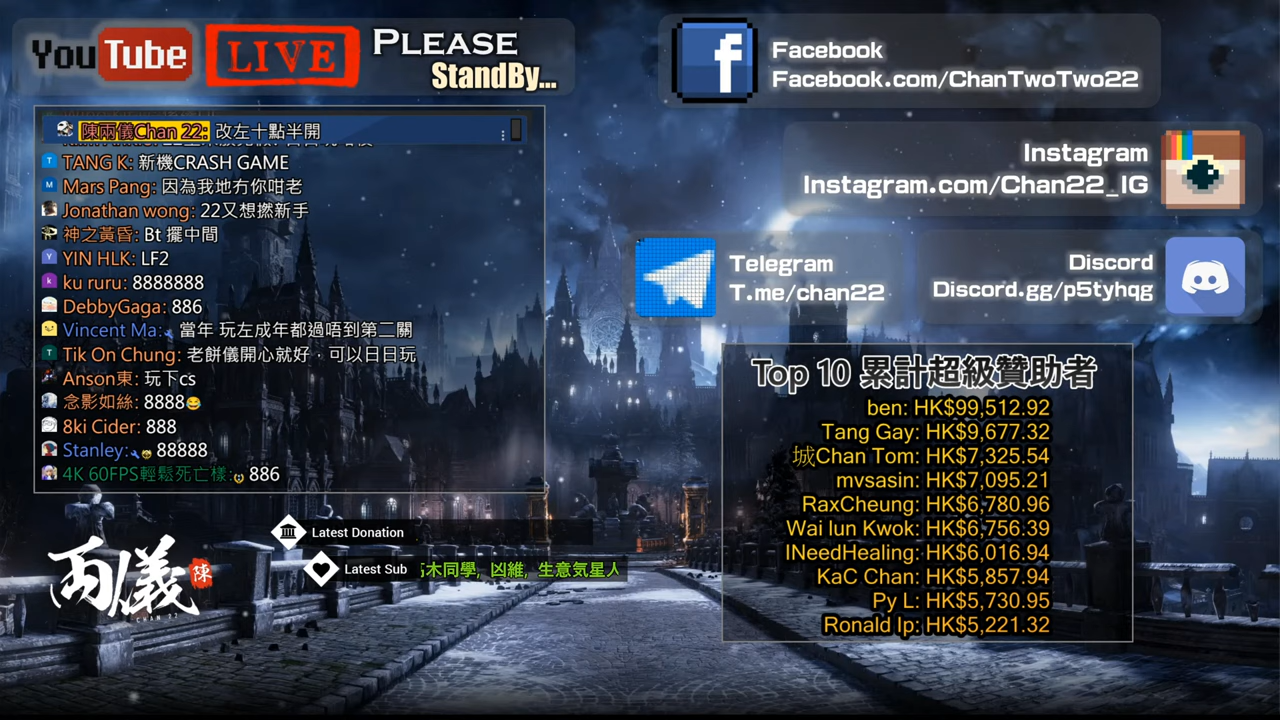 YouTube LIVE PLEASE
StandBy...
陳兩儀Chan 22: 改左十點半開
TANG K: 新機CRASH GAME
Mars Pang: 因為我地冇你咁老
Jonathan wong: 22又想撚新手
神之黃昏: Bt 擺中間
YIN HLK: LF2
ku ruru: 8888888
DebbyGaga: 886
Vincent Ma: 當年 玩左成年都過唔到第二關
Tik On Chung: 老餅儀開心就好，可以日日玩
Anson東: 玩下cs
念影如絲: 8888😂
8ki Cider: 888
Stanley: 88888
4K 60FPS輕鬆死亡樣: 886
Latest Donation
Latest Sub 木同學, 凶維, 生意気星人
兩儀 陳
CHAN 22
Facebook
Facebook.com/ChanTwoTwo22
Instagram
Instagram.com/Chan22_IG
Telegram
T.me/chan22
Discord
Discord.gg/p5tyhqg
Top 10 累計超級贊助者
ben: HK$99,512.92
Tang Gay: HK$9,677.32
城Chan Tom: HK$7,325.54
mvsasin: HK$7,095.21
RaxCheung: HK$6,780.96
Wai lun Kwok: HK$6,756.39
INeedHealing: HK$6,016.94
KaC Chan: HK$5,857.94
Py L: HK$5,730.95
Ronald Ip: HK$5,221.32